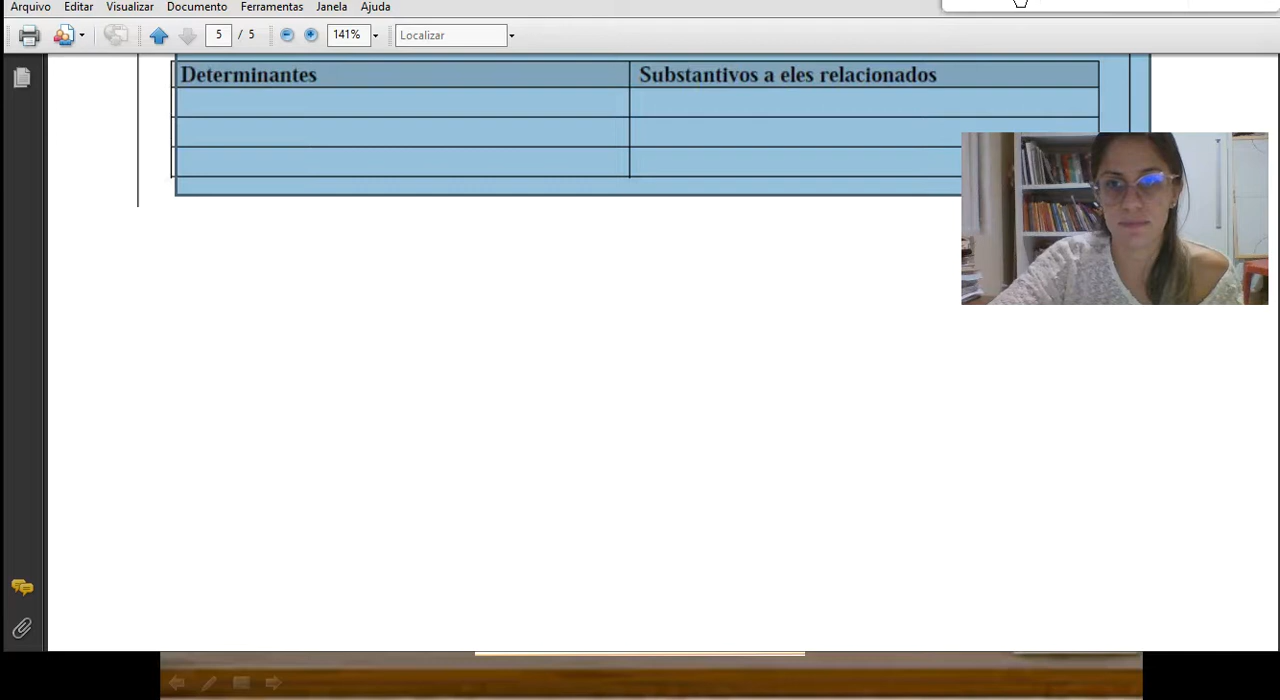 Arquivo Editar Visualizar Documento Ferramentas Janela Ajuda
5 / 5 141% Localizar
Determinantes Substantivos a eles relacionados